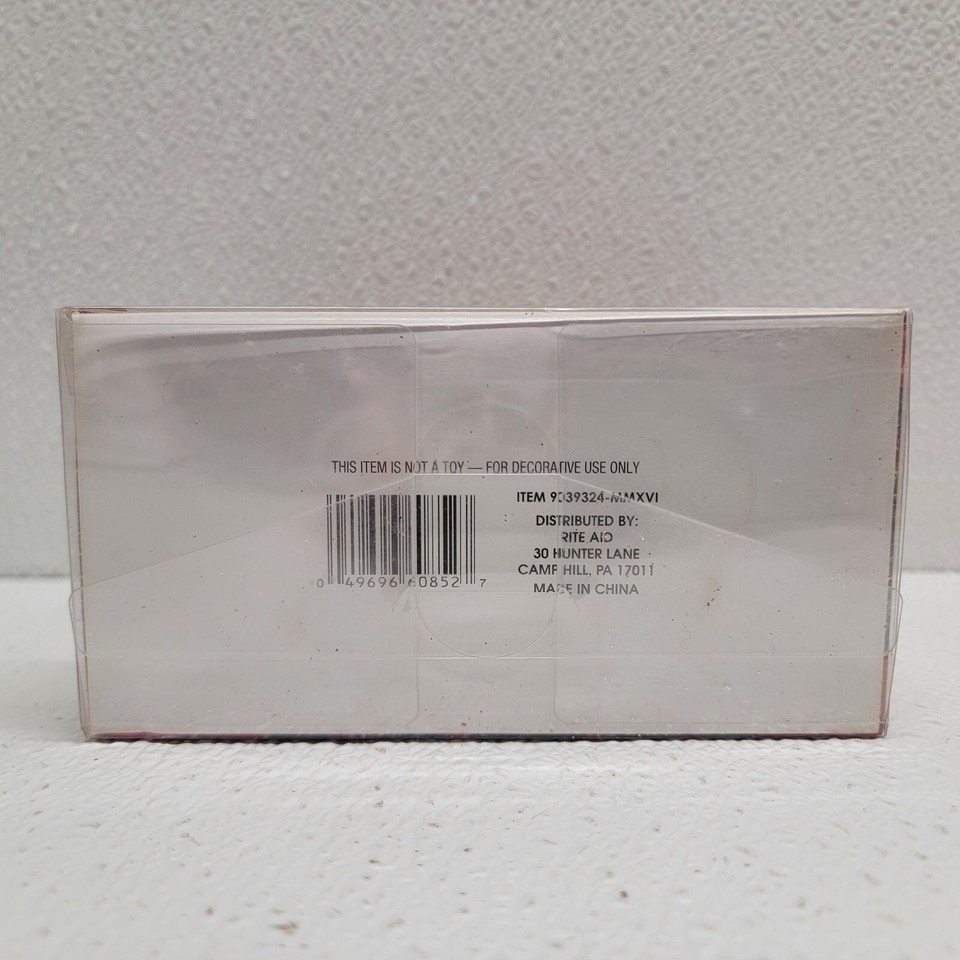 THIS ITEM IS NOT A TOY — FOR DECORATIVE USE ONLY
ITEM 9039324-MMXVI
DISTRIBUTED BY:
RITE AID
30 HUNTER LANE
CAMP HILL, PA 17011
MADE IN CHINA
0 49696 60852 7